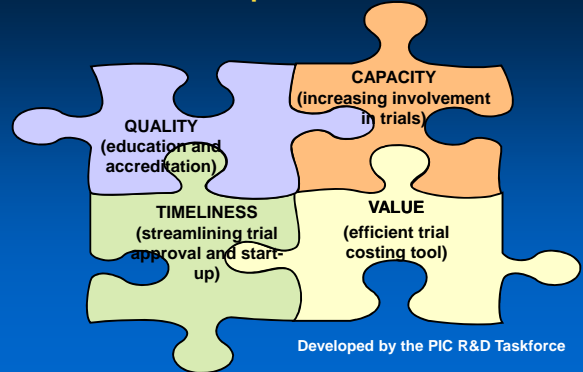 QUALITY
(education and
accreditation)
CAPACITY
(increasing involvement
in trials)
TIMELINESS
(streamlining trial
approval and start-
up)
VALUE
(efficient trial
costing tool)
Developed by the PIC R&D Taskforce